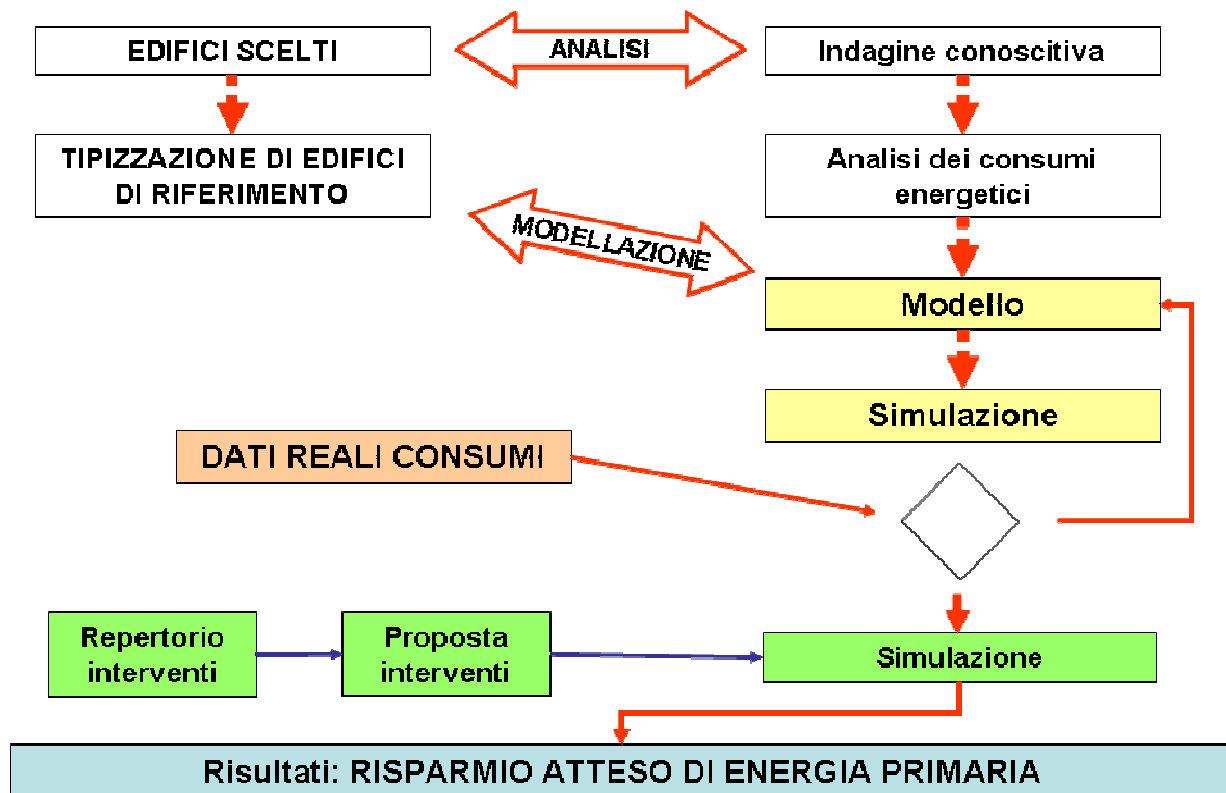 EDIFICI SCELTI
ANALISI
Indagine conoscitiva
TIPIZZAZIONE DI EDIFICI
DI RIFERIMENTO
Analisi dei consumi
energetici
MODELLAZIONE
Modello
Simulazione
DATI REALI CONSUMI
Repertorio
interventi
Proposta
interventi
Simulazione
Risultati: RISPARMIO ATTESO DI ENERGIA PRIMARIA